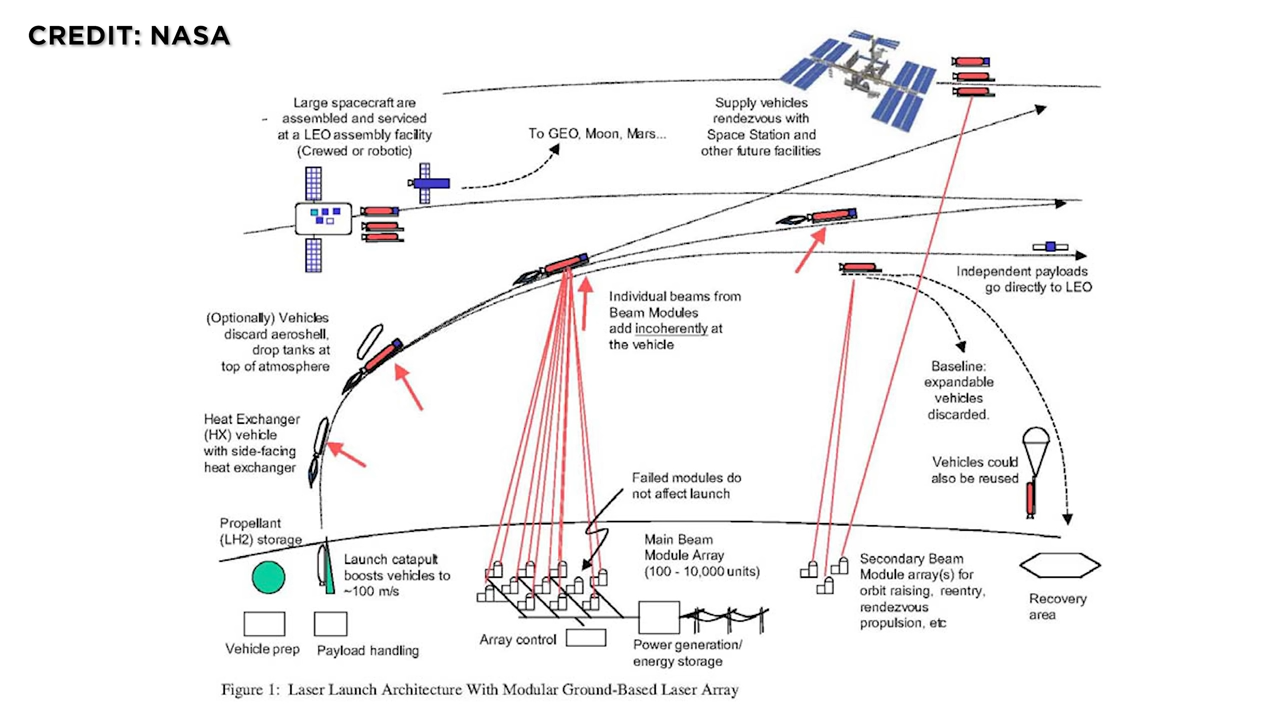 CREDIT: NASA
Large spacecraft are
assembled and serviced
at a LEO assembly facility
(Crewed or robotic)
To GEO, Moon, Mars...
Supply vehicles
rendezvous with
Space Station and
other future facilities
Independent payloads
go directly to LEO
Individual beams from
Beam Modules
add incoherently at
the vehicle
(Optionally) Vehicles
discard aeroshell,
drop tanks at
top of atmosphere
Baseline:
expandable
vehicles
discarded.
Heat Exchanger
(HX) vehicle
with side-facing
heat exchanger
Vehicles could
also be reused
Failed modules do
not affect launch
Propellant
(LH2) storage
Launch catapult
boosts vehicles to
~100 m/s
Main Beam
Module Array
(100 - 10,000 units)
Secondary Beam
Module array(s) for
orbit raising, reentry,
rendezvous
propulsion, etc
Recovery
area
Vehicle prep
Payload handling
Array control
Power generation/
energy storage
Figure 1: Laser Launch Architecture With Modular Ground-Based Laser Array